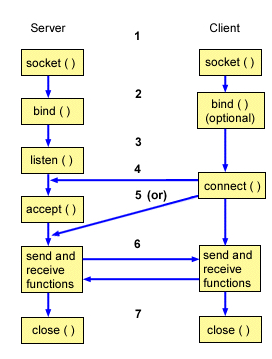 Server
Client
1
socket ( )
socket ( )
2
bind ( )
bind ( )
(optional)
3
listen ( )
4
connect ( )
5 (or)
accept ( )
6
send and
receive
functions
send and
receive
functions
7
close ( )
close ( )